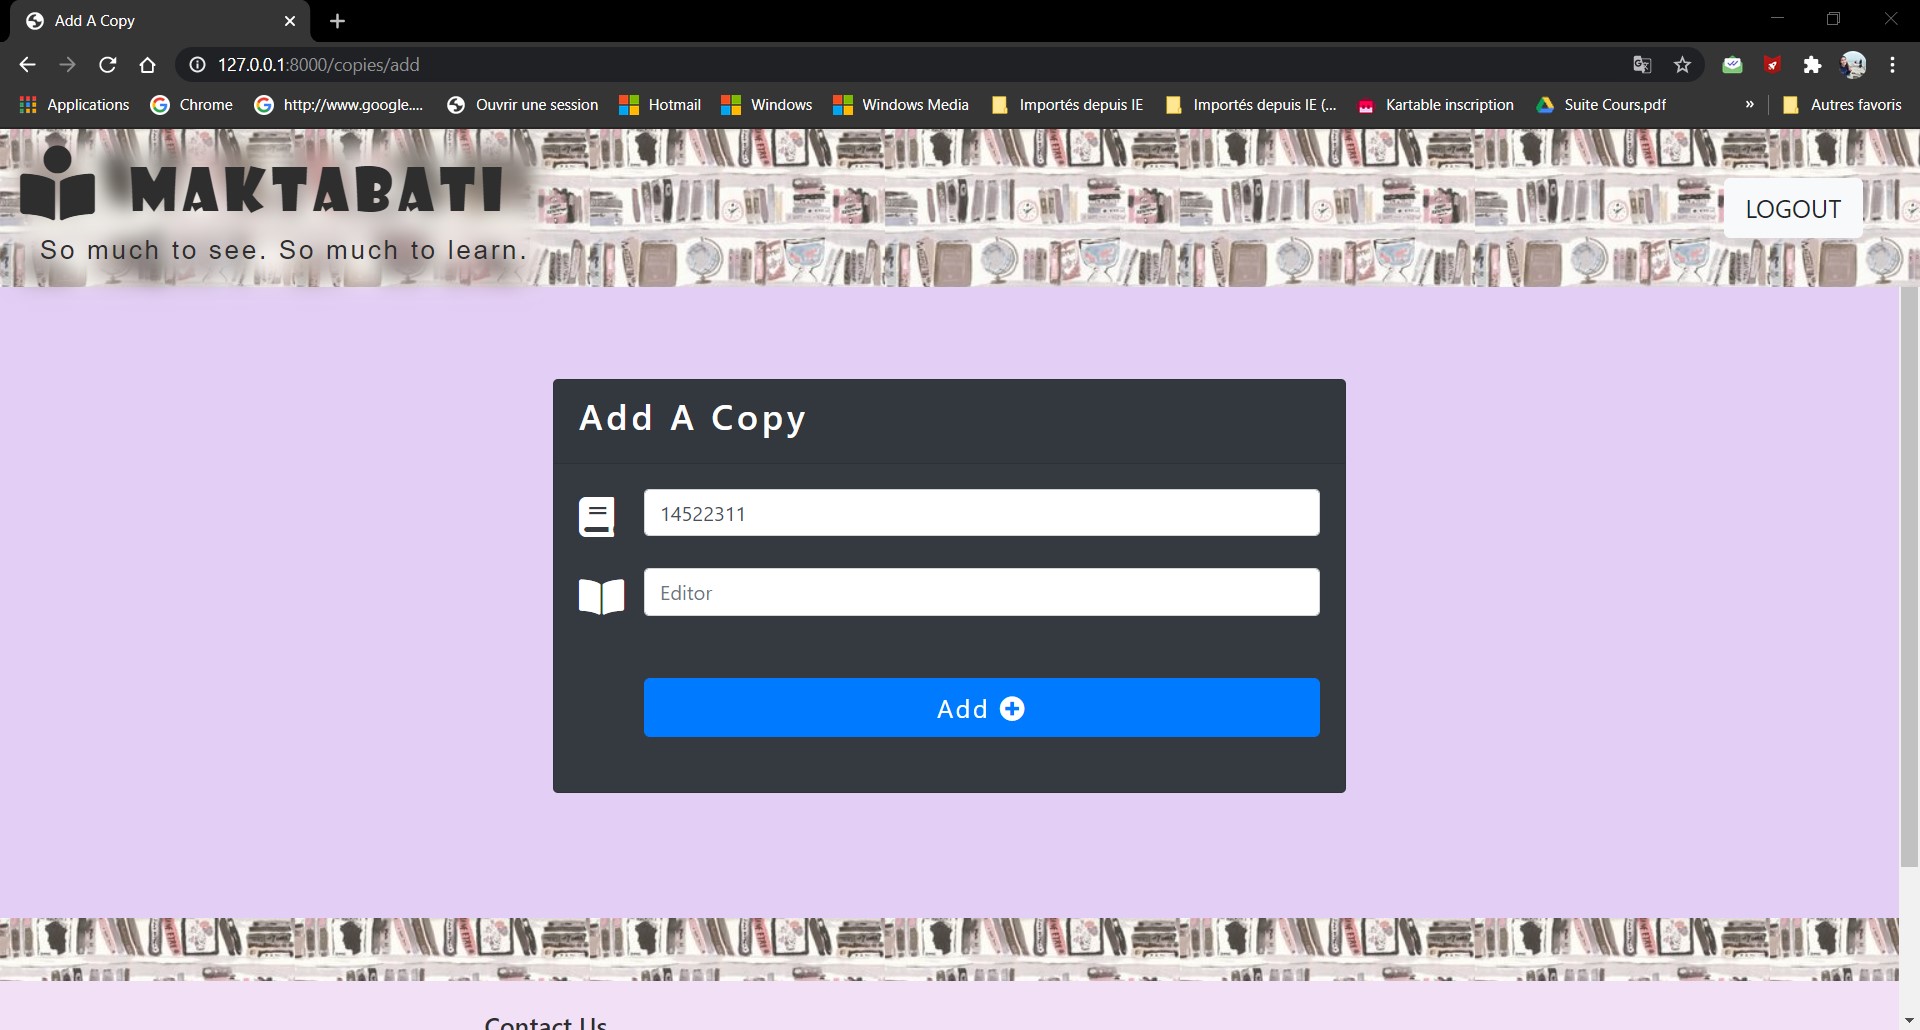 Add A Copy
127.0.0.1:8000/copies/add
Applications Chrome http://www.google.... Ouvrir une session Hotmail Windows Windows Media Importés depuis IE Importés depuis IE (... Kartable inscription Suite Cours.pdf » Autres favoris
MAKTABATI
So much to see. So much to learn.
LOGOUT
Add A Copy
14522311
Editor
Add
Contact Us